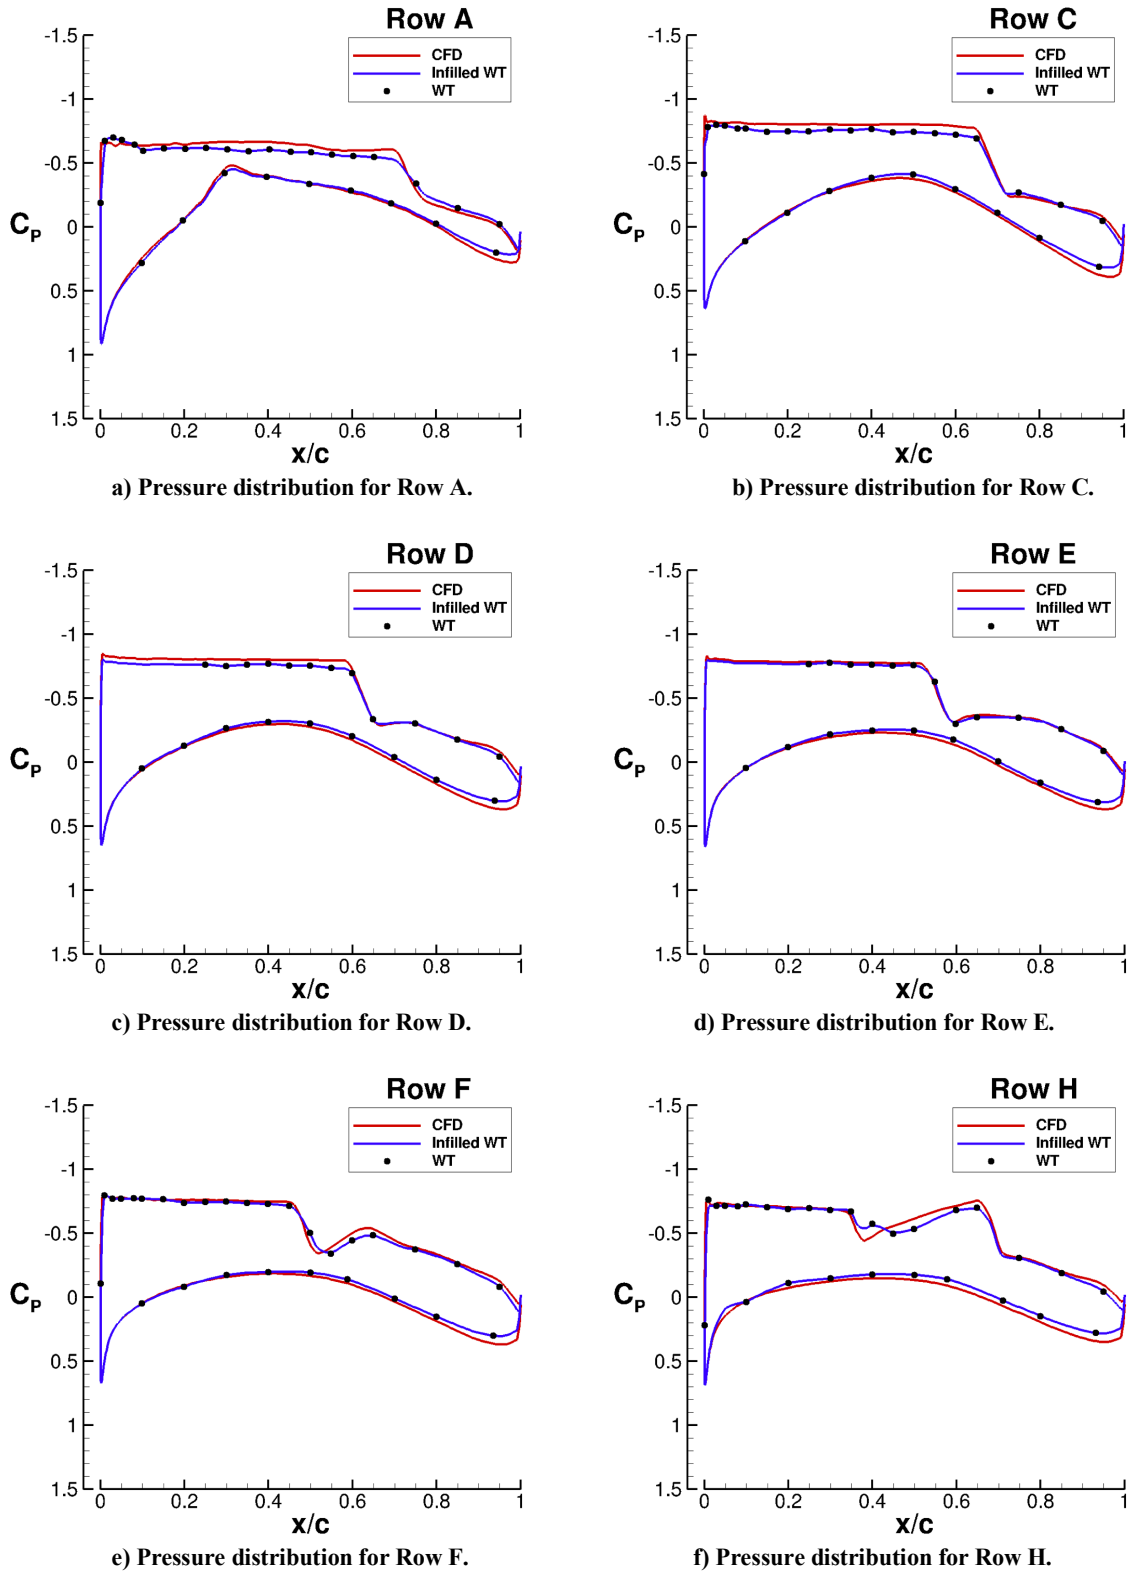 Row A
CFD
Infilled WT
WT
-1.5
-1
-0.5
0
0.5
1
1.5
C_P
0 0.2 0.4 0.6 0.8 1
x/c
a) Pressure distribution for Row A.
Row C
CFD
Infilled WT
WT
-1.5
-1
-0.5
0
0.5
1
1.5
C_P
0 0.2 0.4 0.6 0.8 1
x/c
b) Pressure distribution for Row C.
Row D
CFD
Infilled WT
WT
-1.5
-1
-0.5
0
0.5
1
1.5
C_P
0 0.2 0.4 0.6 0.8 1
x/c
c) Pressure distribution for Row D.
Row E
CFD
Infilled WT
WT
-1.5
-1
-0.5
0
0.5
1
1.5
C_P
0 0.2 0.4 0.6 0.8 1
x/c
d) Pressure distribution for Row E.
Row F
CFD
Infilled WT
WT
-1.5
-1
-0.5
0
0.5
1
1.5
C_P
0 0.2 0.4 0.6 0.8 1
x/c
e) Pressure distribution for Row F.
Row H
CFD
Infilled WT
WT
-1.5
-1
-0.5
0
0.5
1
1.5
C_P
0 0.2 0.4 0.6 0.8 1
x/c
f) Pressure distribution for Row H.